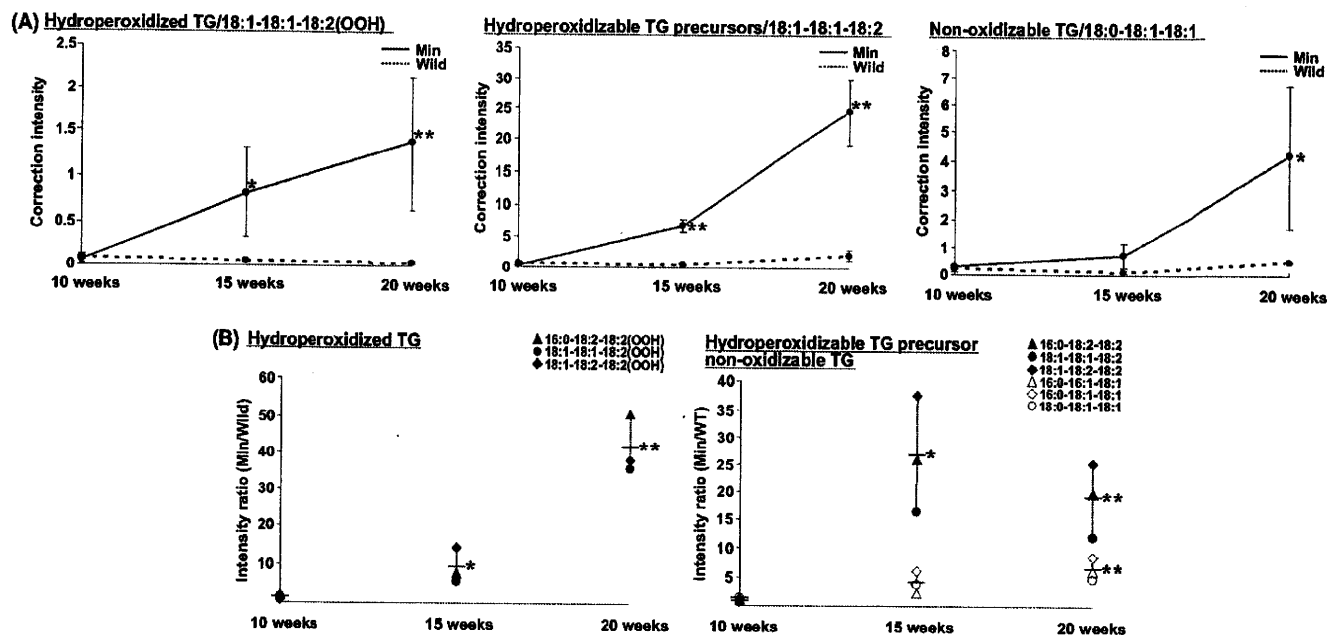 (A) Hydroperoxidized TG/18:1-18:1-18:2(OOH)
Correction intensity
2.5
2
1.5
1
0.5
0
Min
Wild
*
**
10 weeks 15 weeks 20 weeks
Hydroperoxidizable TG precursors/18:1-18:1-18:2
Correction intensity
35
30
25
20
15
10
5
0
Min
Wild
**
**
10 weeks 15 weeks 20 weeks
Non-oxidizable TG/18:0-18:1-18:1
Correction intensity
8
7
6
5
4
3
2
1
0
Min
Wild
*
10 weeks 15 weeks 20 weeks
(B) Hydroperoxidized TG
16:0-18:2-18:2(OOH)
18:1-18:1-18:2(OOH)
18:1-18:2-18:2(OOH)
Intensity ratio (Min/Wild)
60
50
40
30
20
10
*
**
10 weeks 15 weeks 20 weeks
Hydroperoxidizable TG precursor
non-oxidizable TG
16:0-18:2-18:2
18:1-18:1-18:2
18:1-18:2-18:2
16:0-16:1-18:1
16:0-18:1-18:1
18:0-18:1-18:1
Intensity ratio (Min/WT)
40
35
30
25
20
15
10
5
*
**
**
10 weeks 15 weeks 20 weeks